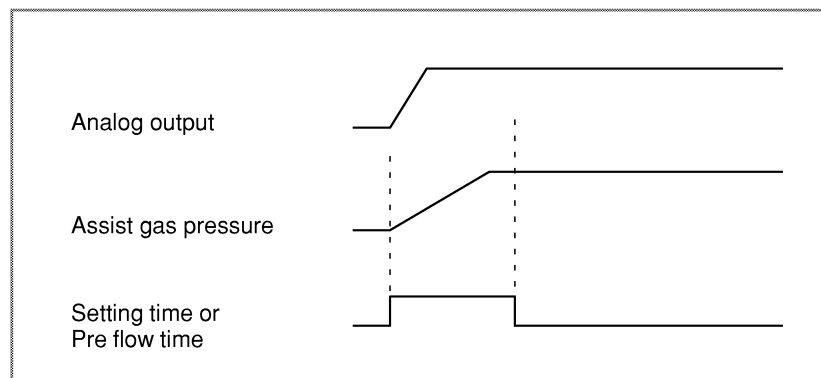 Analog output
Assist gas pressure
Setting time or
Pre flow time